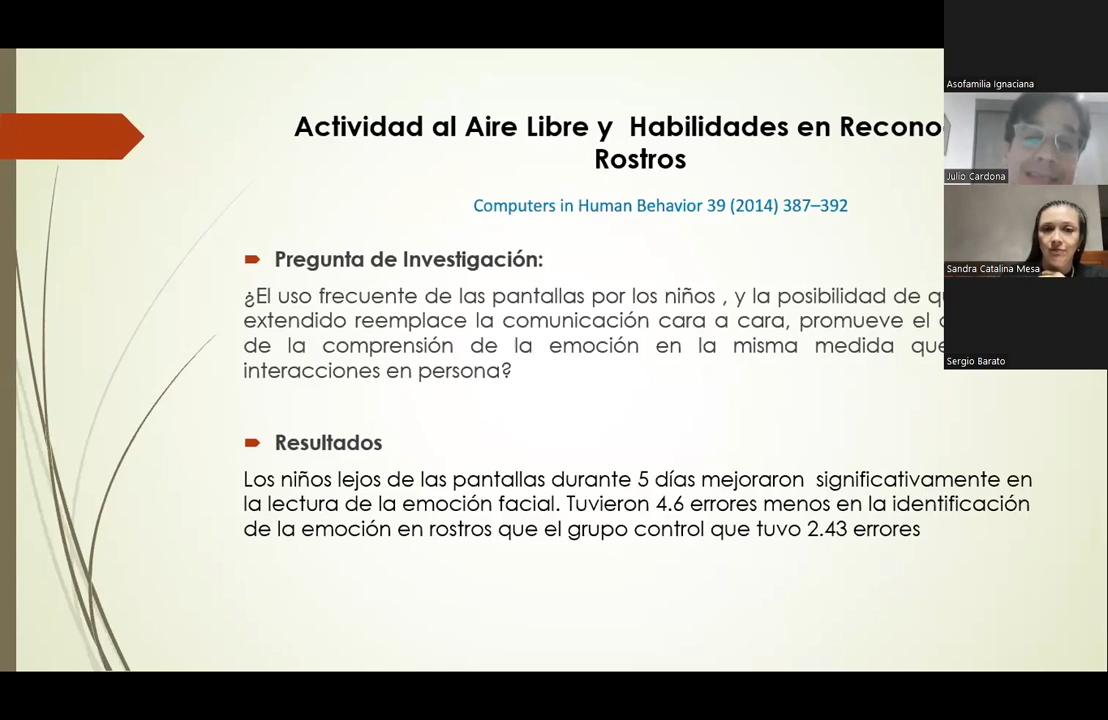 Actividad al Aire Libre y Habilidades en
Rostros
Computers in Human Behavior 39 (2014) 387–392
Pregunta de Investigación:
¿El uso frecuente de las pantallas por los niños , y la posibilidad de
extendido reemplace la comunicación cara a cara, promueve el
de la comprensión de la emoción en la misma medida
interacciones en persona?
Resultados
Los niños lejos de las pantallas durante 5 días mejoraron significativamente en
la lectura de la emoción facial. Tuvieron 4.6 errores menos en la identificación
de la emoción en rostros que el grupo control que tuvo 2.43 errores
Asofamilia Ignaciana
Julio Cardona
Sandra Catalina Mesa
Sergio Barato